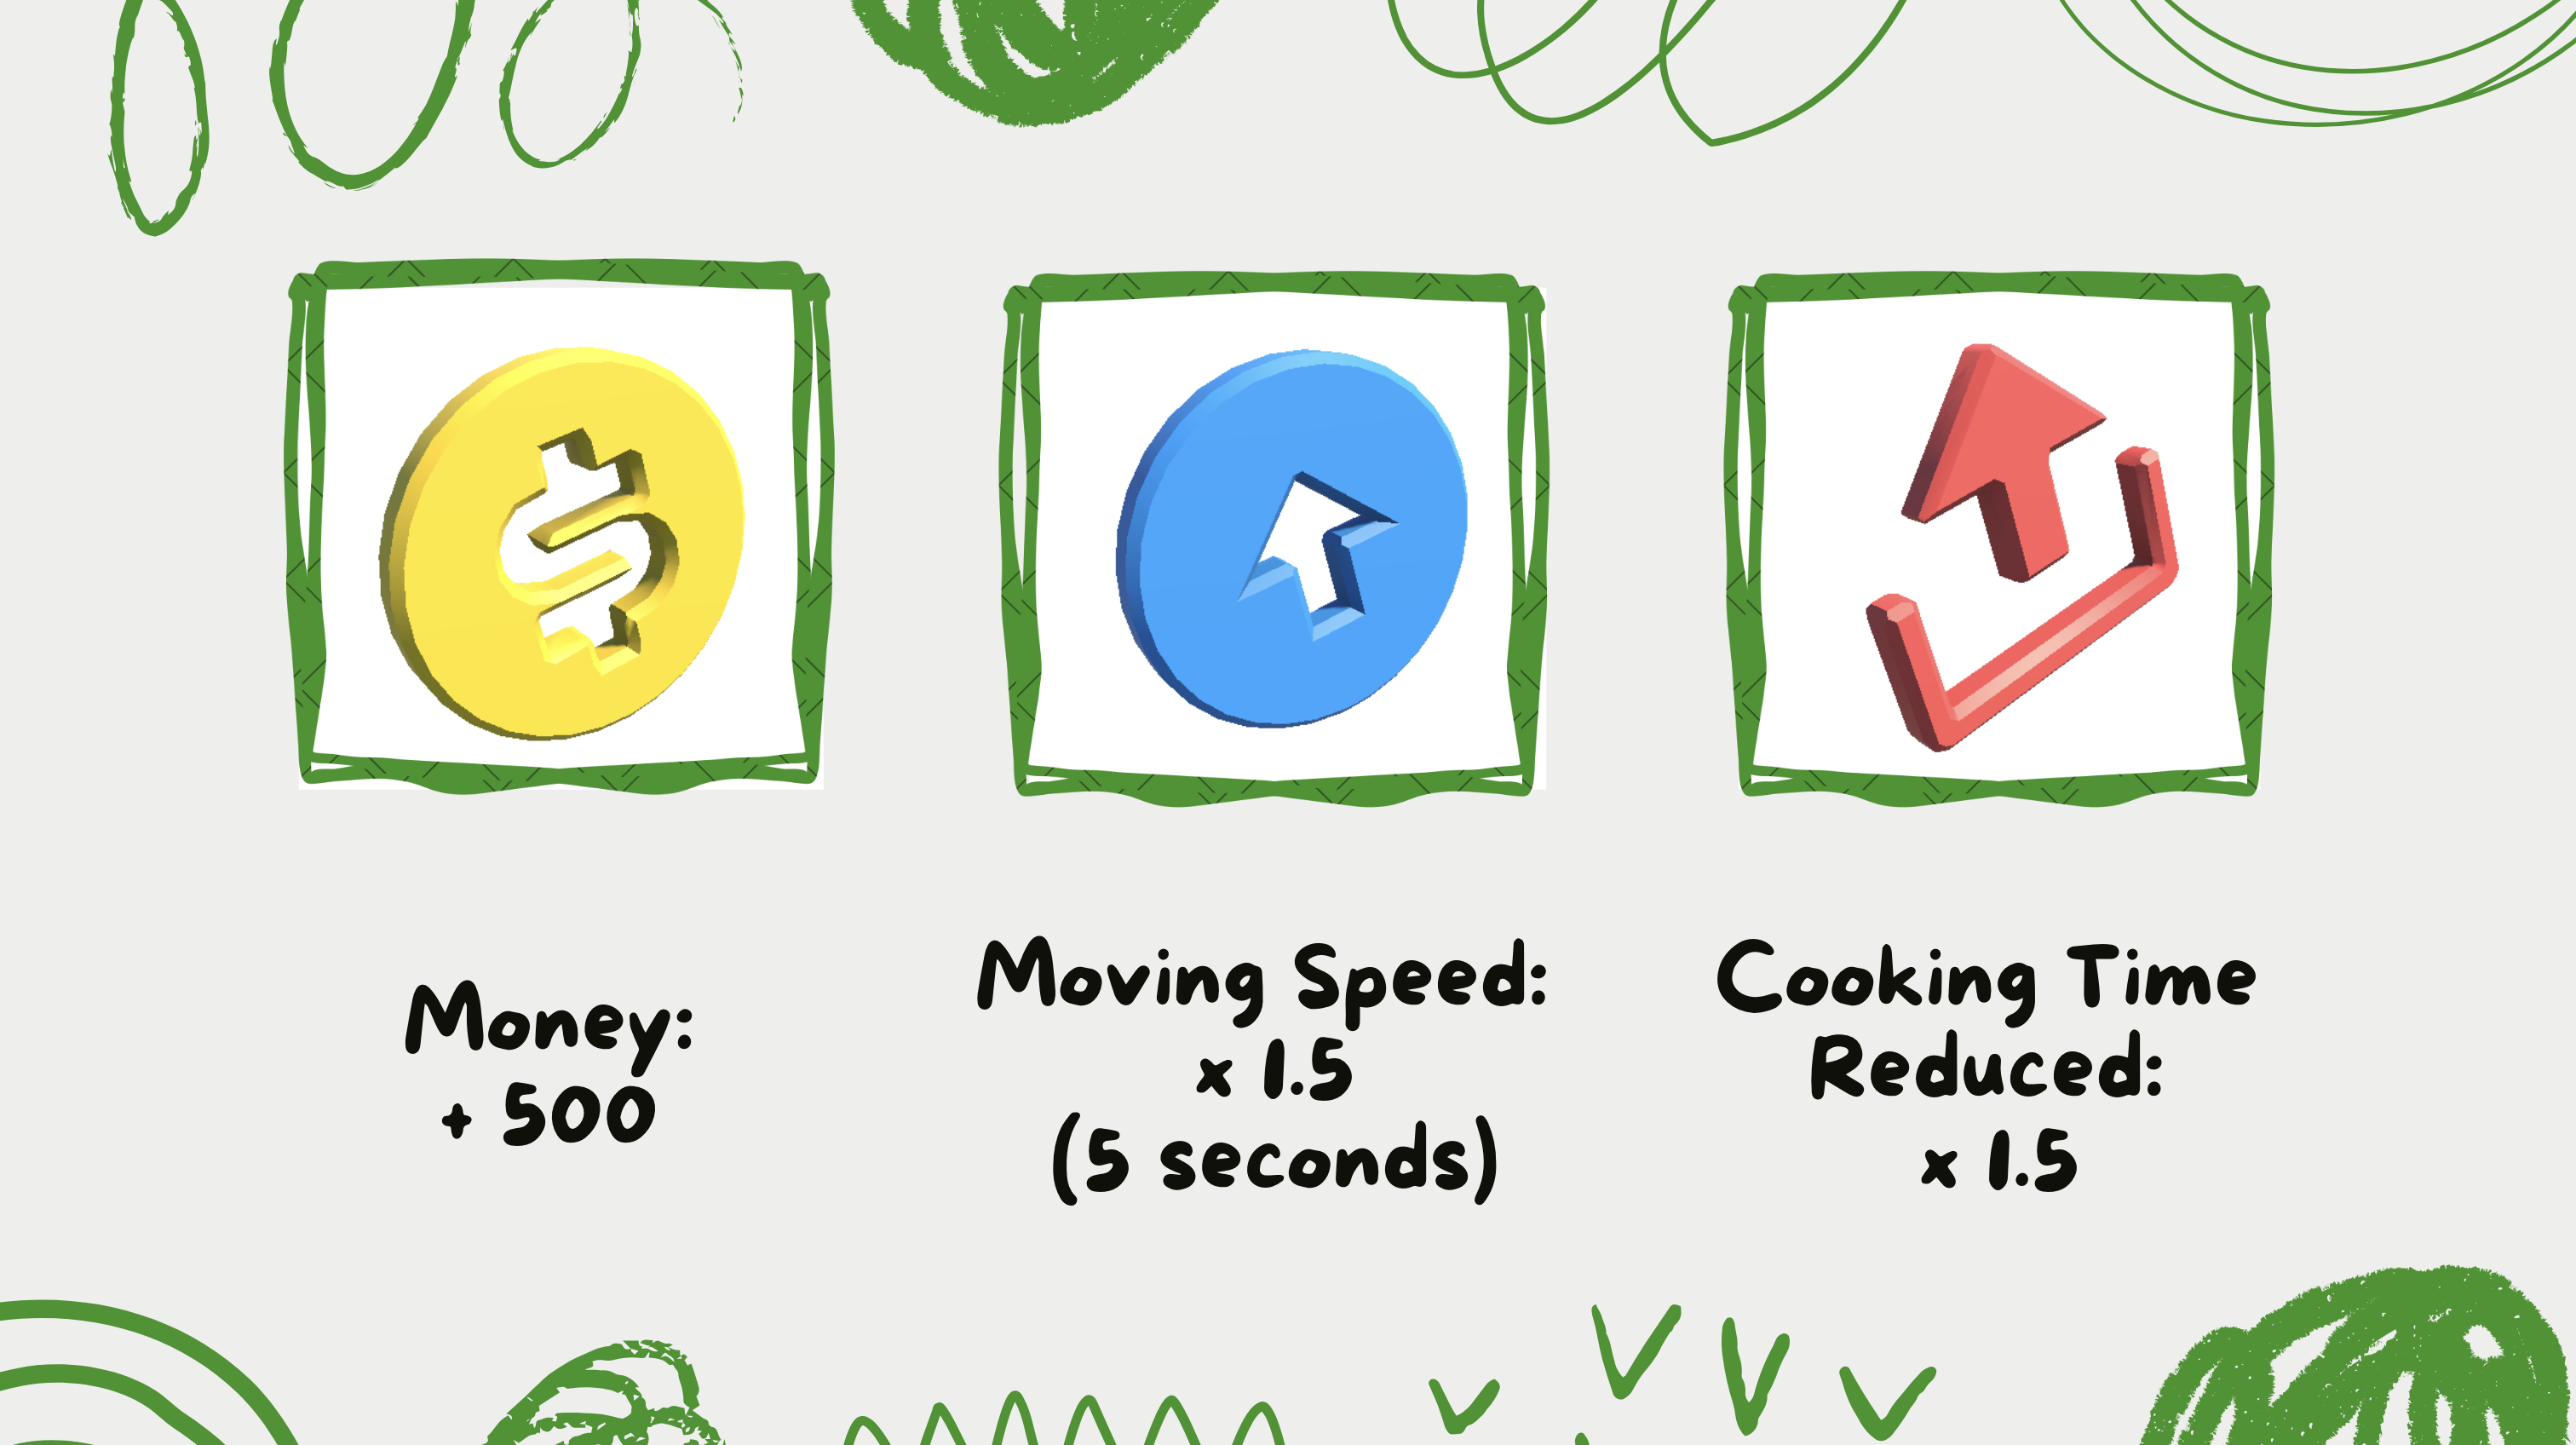 Money:
+ 500
Moving Speed:
x 1.5
(5 seconds)
Cooking Time
Reduced:
x 1.5